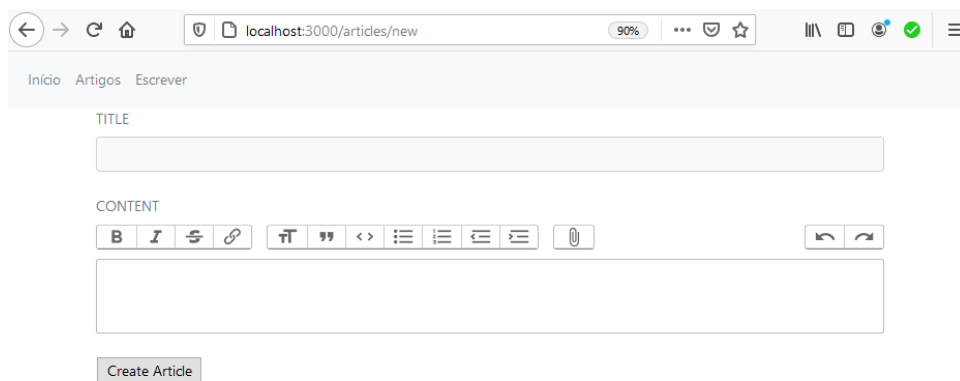 localhost:3000/articles/new 90%
Início Artigos Escrever
TITLE
CONTENT
B I S
Create Article